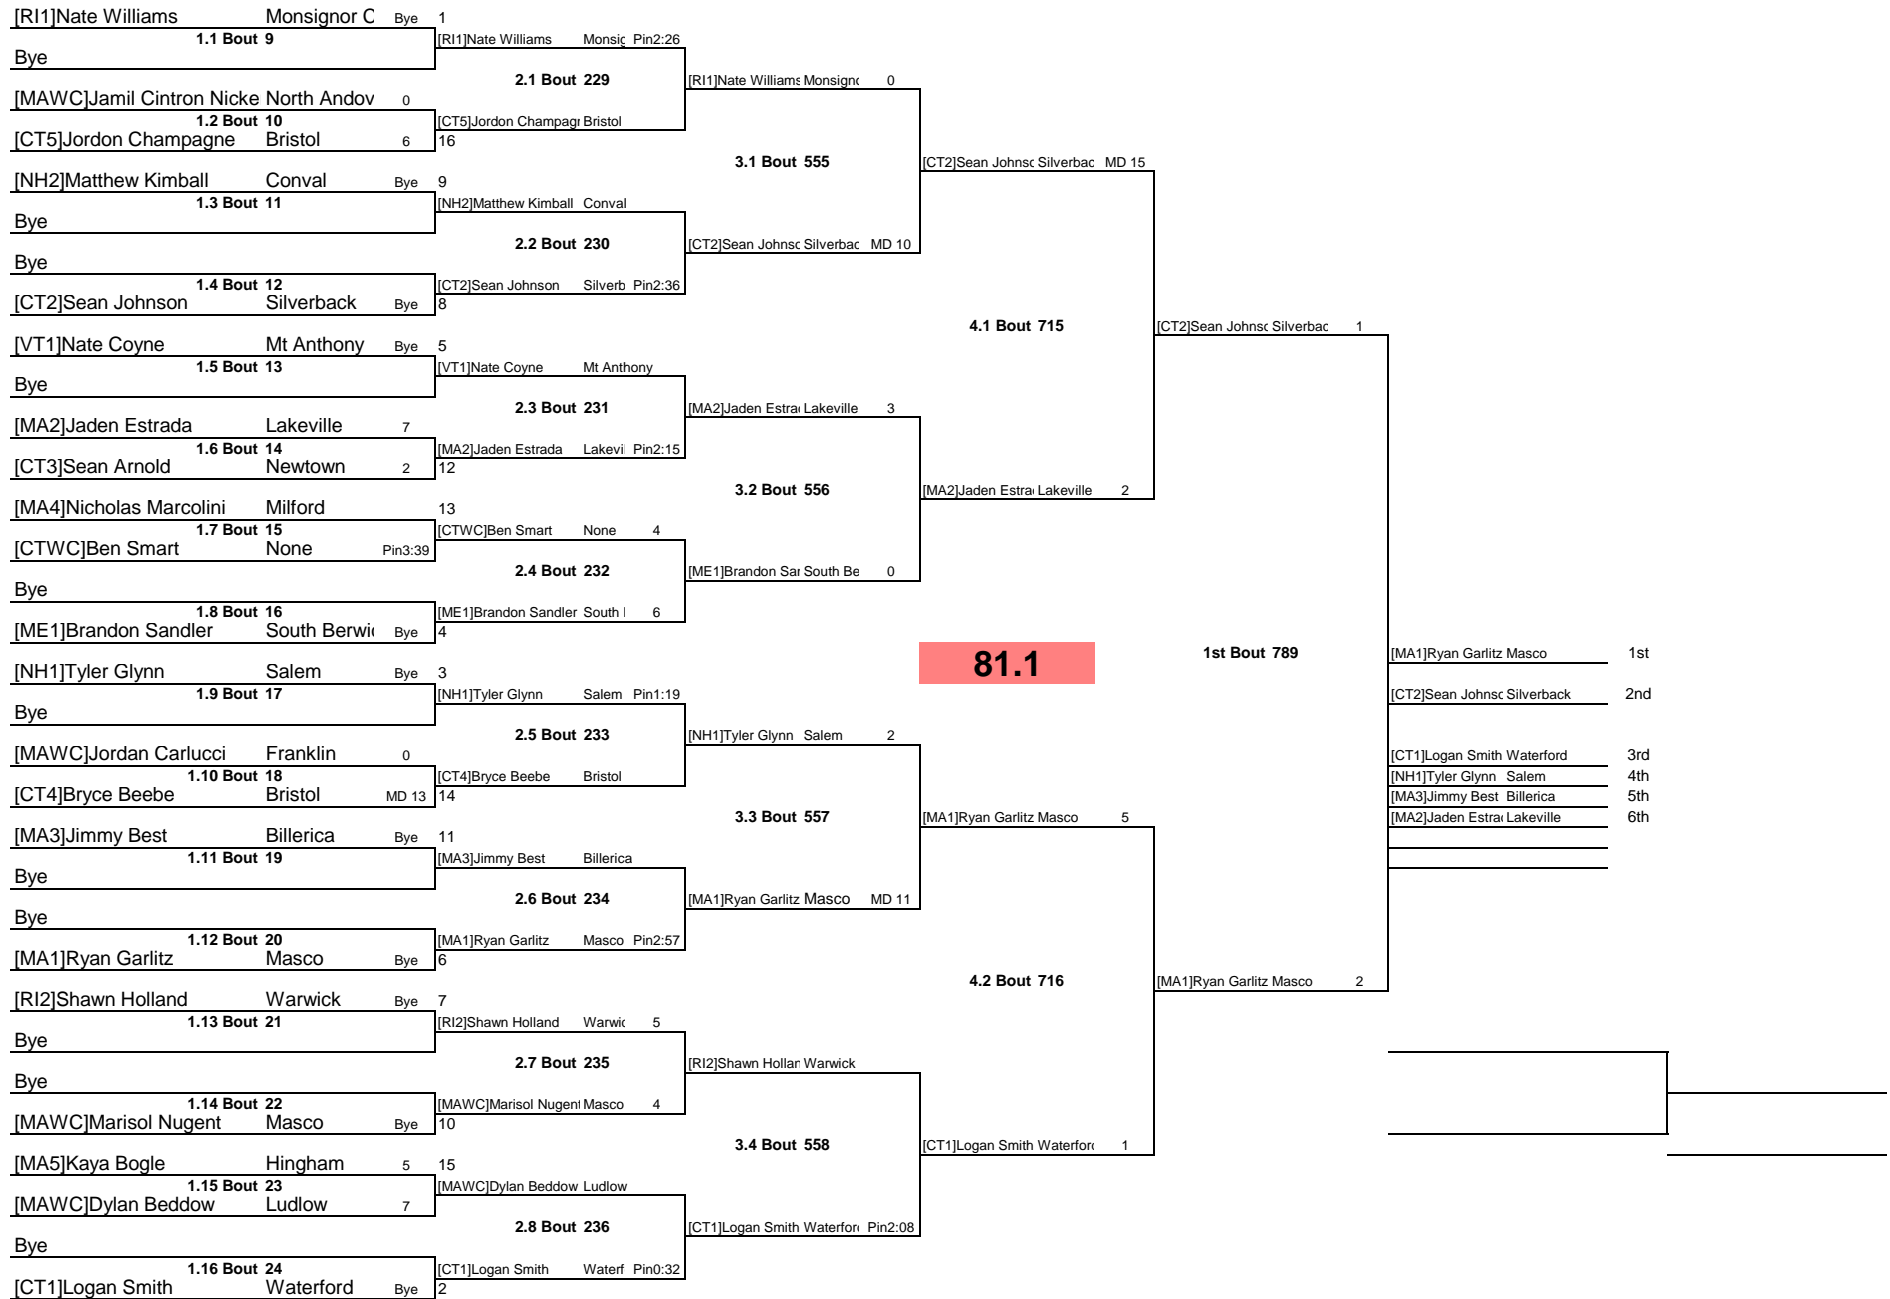 [RI1]Nate Williams Monsignor C Bye 1
1.1 Bout 9
Bye
[MAWC]Jamil Cintron Nicke North Andov 0
1.2 Bout 10
[CT5]Jordon Champagne Bristol 6 16
[NH2]Matthew Kimball Conval Bye 9
1.3 Bout 11
Bye
Bye
1.4 Bout 12
[CT2]Sean Johnson Silverback Bye 8
[VT1]Nate Coyne Mt Anthony Bye 5
1.5 Bout 13
Bye
[MA2]Jaden Estrada Lakeville 7
1.6 Bout 14
[CT3]Sean Arnold Newtown 2 12
[MA4]Nicholas Marcolini Milford 13
1.7 Bout 15
[CTWC]Ben Smart None Pin3:39
Bye
1.8 Bout 16
[ME1]Brandon Sandler South Berwi Bye 4
[NH1]Tyler Glynn Salem Bye 3
1.9 Bout 17
Bye
[MAWC]Jordan Carlucci Franklin 0
1.10 Bout 18
[CT4]Bryce Beebe Bristol MD 13 14
[MA3]Jimmy Best Billerica Bye 11
1.11 Bout 19
Bye
Bye
1.12 Bout 20
[MA1]Ryan Garlitz Masco Bye 6
[RI2]Shawn Holland Warwick Bye 7
1.13 Bout 21
Bye
Bye
1.14 Bout 22
[MAWC]Marisol Nugent Masco Bye 10
[MA5]Kaya Bogle Hingham 5 15
1.15 Bout 23
[MAWC]Dylan Beddow Ludlow 7
Bye
1.16 Bout 24
[CT1]Logan Smith Waterford Bye 2
[RI1]Nate Williams Monsig Pin2:26
2.1 Bout 229
[CT5]Jordon Champagn Bristol
[NH2]Matthew Kimball Conval
2.2 Bout 230
[CT2]Sean Johnson Silverb Pin2:36
[VT1]Nate Coyne Mt Anthony
2.3 Bout 231
[MA2]Jaden Estrada Lakevi Pin2:15
[CTWC]Ben Smart None 4
2.4 Bout 232
[ME1]Brandon Sandler South 6
[NH1]Tyler Glynn Salem Pin1:19
2.5 Bout 233
[CT4]Bryce Beebe Bristol
[MA3]Jimmy Best Billerica
2.6 Bout 234
[MA1]Ryan Garlitz Masco Pin2:57
[RI2]Shawn Holland Warwic 5
2.7 Bout 235
[MAWC]Marisol Nugent Masco 4
[MAWC]Dylan Beddow Ludlow
2.8 Bout 236
[CT1]Logan Smith Waterf Pin0:32
[RI1]Nate Williams Monsigno 0
3.1 Bout 555
[CT2]Sean Johnsc Silverbac MD 10
[MA2]Jaden Estra Lakeville 3
3.2 Bout 556
[ME1]Brandon Sar South Be 0
[NH1]Tyler Glynn Salem 2
3.3 Bout 557
[MA1]Ryan Garlitz Masco MD 11
[RI2]Shawn Hollan Warwick
3.4 Bout 558
[CT1]Logan Smith Waterfor Pin2:08
[CT2]Sean Johnsc Silverbac MD 15
4.1 Bout 715
[MA2]Jaden Estra Lakeville 2
81.1
[MA1]Ryan Garlitz Masco 5
4.2 Bout 716
[CT1]Logan Smith Waterford 1
[CT2]Sean Johnsc Silverbac 1
1st Bout 789
[MA1]Ryan Garlitz Masco 2
[MA1]Ryan Garlitz Masco 1st
[CT2]Sean Johnsc Silverback 2nd
[CT1]Logan Smith Waterford 3rd
[NH1]Tyler Glynn Salem 4th
[MA3]Jimmy Best Billerica 5th
[MA2]Jaden Estra Lakeville 6th